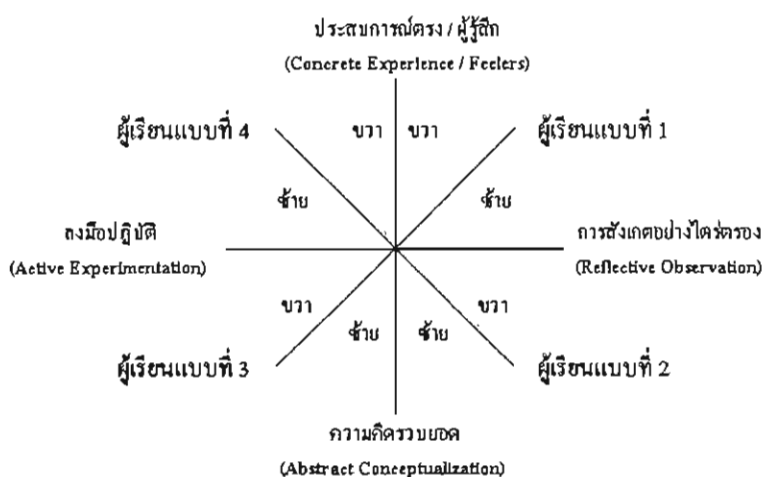 ประสบการณ์ตรง / ผู้รู้สึก
(Concrete Experience / Feelers)
ผู้เรียนแบบที่ 4
ขวา
ขวา
ผู้เรียนแบบที่ 1
ซ้าย
ซ้าย
ลงมือปฏิบัติ
(Active Experimentation)
การสังเกตอย่างไตร่ตรอง
(Reflective Observation)
ขวา
ซ้าย
ซ้าย
ขวา
ผู้เรียนแบบที่ 3
ผู้เรียนแบบที่ 2
ความคิดรวบยอด
(Abstract Conceptualization)